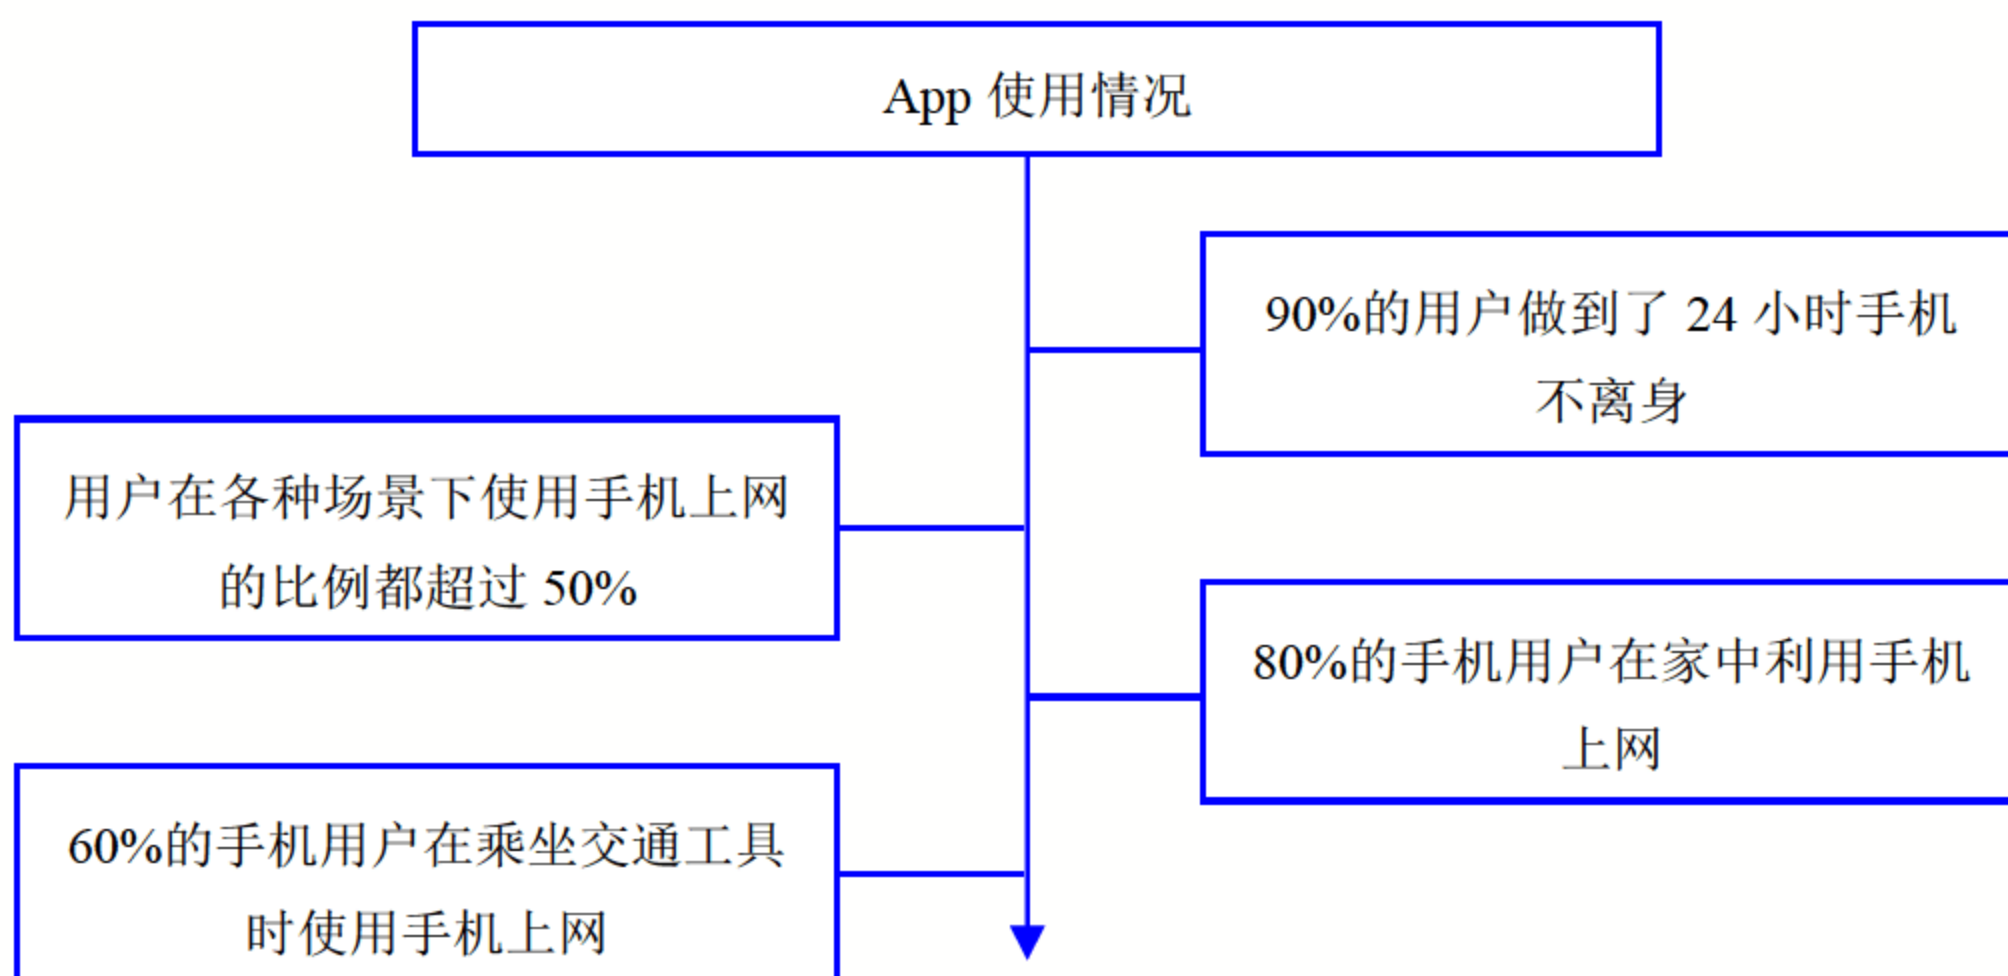 App 使用情况
90%的用户做到了 24 小时手机
不离身
用户在各种场景下使用手机上网
的比例都超过 50%
80%的手机用户在家中利用手机
上网
60%的手机用户在乘坐交通工具
时使用手机上网